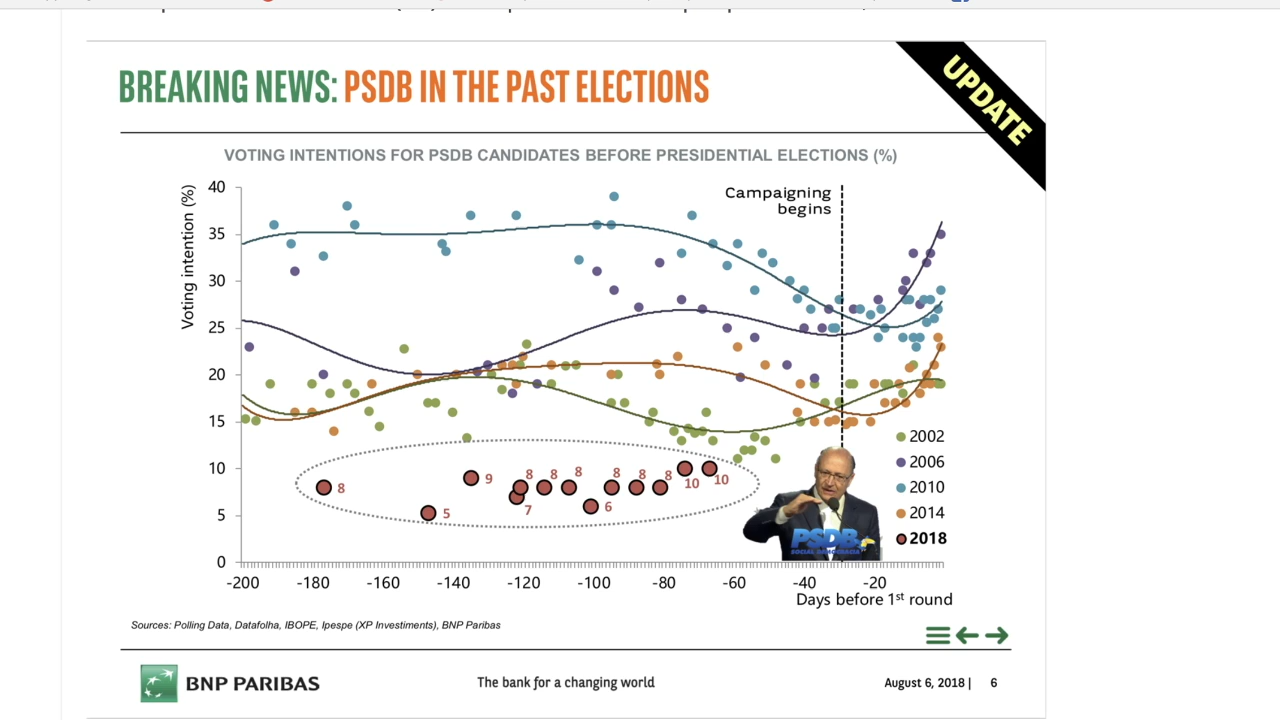 BREAKING NEWS: PSDB IN THE PAST ELECTIONS
UPDATE
VOTING INTENTIONS FOR PSDB CANDIDATES BEFORE PRESIDENTIAL ELECTIONS (%)
Voting intention (%)
40
35
30
25
20
15
10
5
0
Campaigning
begins
8
5
9
7
8
8
8
6
8
8
8
10
10
2002
2006
2010
2014
2018
PSDB
SOCIAL DEMOCRACIA
-200
-180
-160
-140
-120
-100
-80
-60
-40
-20
Days before 1st round
Sources: Polling Data, Datafolha, IBOPE, Ipespe (XP Investiments), BNP Paribas
BNP PARIBAS
The bank for a changing world
August 6, 2018 | 6